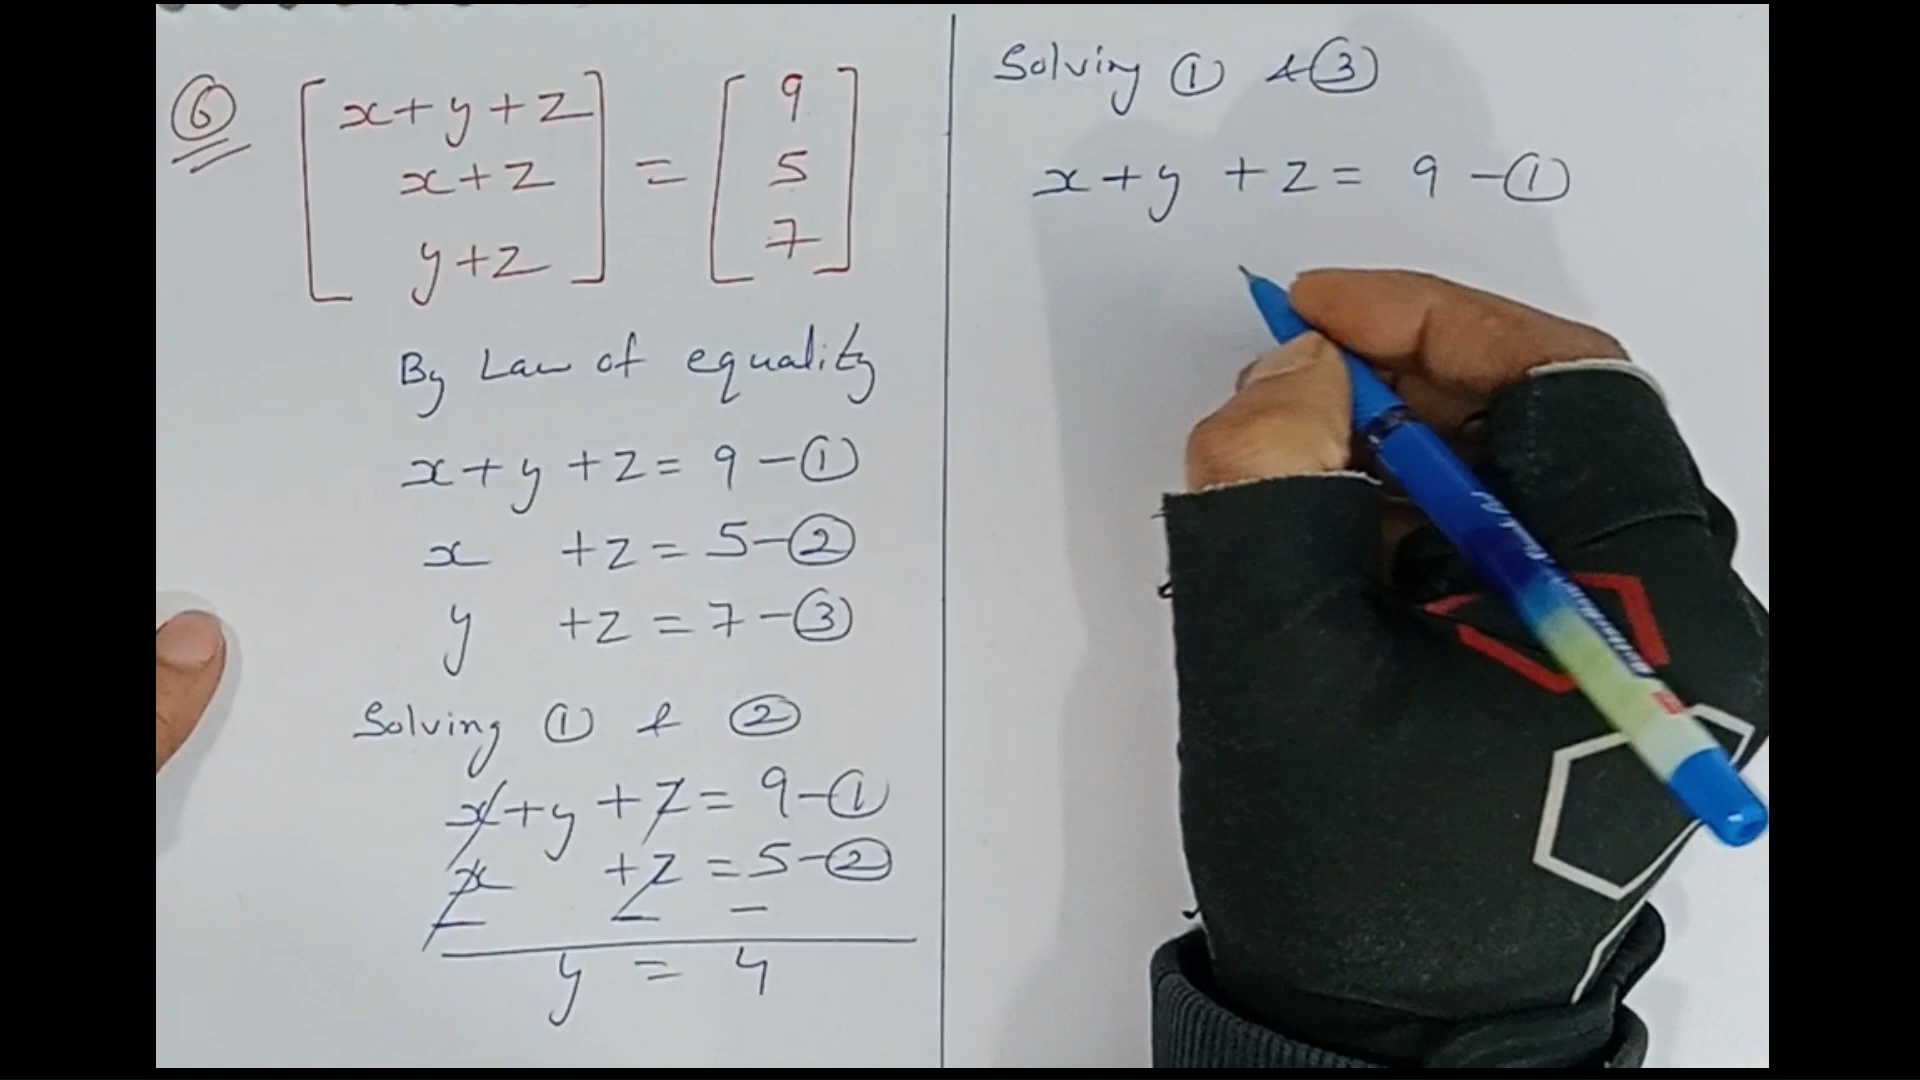 ⑥ [x+y+z] = [9]
[x+z] [5]
[y+z] [7]
By Law of equality
x+y+z = 9 - ①
x +z = 5 - ②
y +z = 7 - ③
Solving ① & ②
x+y+z = 9 - ①
x +z = 5 - ②
- - -
y = 4
Solving ① & ③
x+y +z = 9 - ①